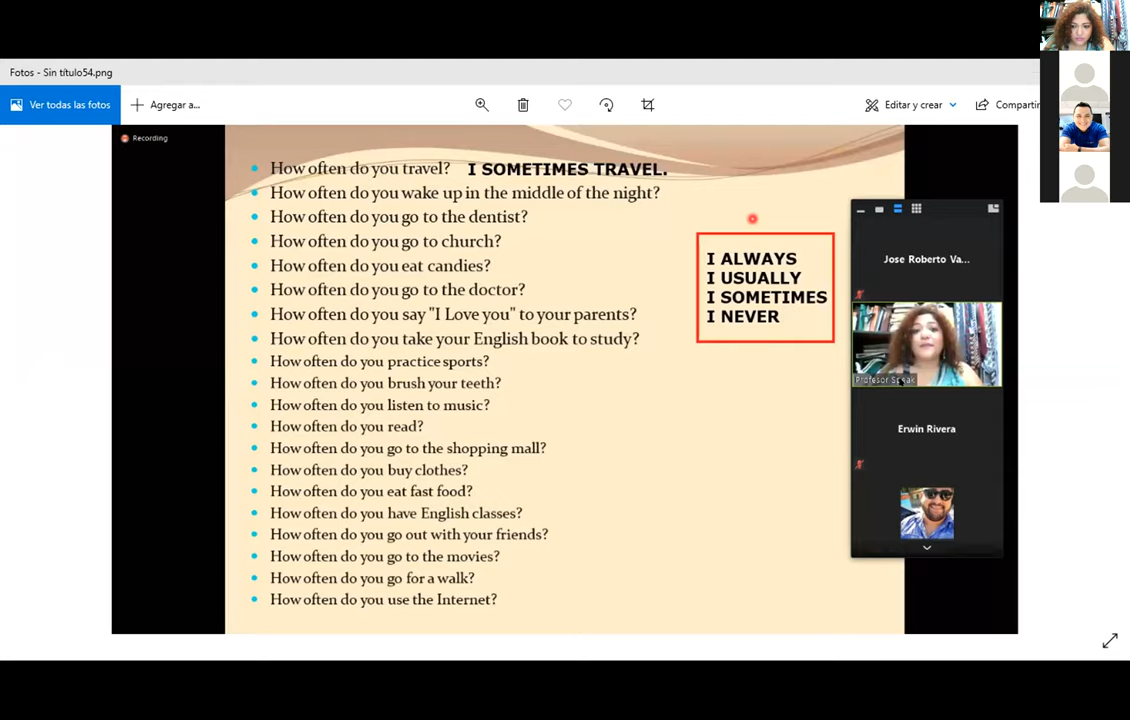 Fotos - Sin título54.png
Ver todas las fotos
Agregar a...
Editar y crear
Compartir
Recording
How often do you travel? I SOMETIMES TRAVEL.
How often do you wake up in the middle of the night?
How often do you go to the dentist?
How often do you go to church?
How often do you eat candies?
How often do you go to the doctor?
How often do you say "I Love you" to your parents?
How often do you take your English book to study?
How often do you practice sports?
How often do you brush your teeth?
How often do you listen to music?
How often do you read?
How often do you go to the shopping mall?
How often do you buy clothes?
How often do you eat fast food?
How often do you have English classes?
How often do you go out with your friends?
How often do you go to the movies?
How often do you go for a walk?
How often do you use the Internet?
I ALWAYS
I USUALLY
I SOMETIMES
I NEVER
Jose Roberto Va...
Profesor Speak
Erwin Rivera